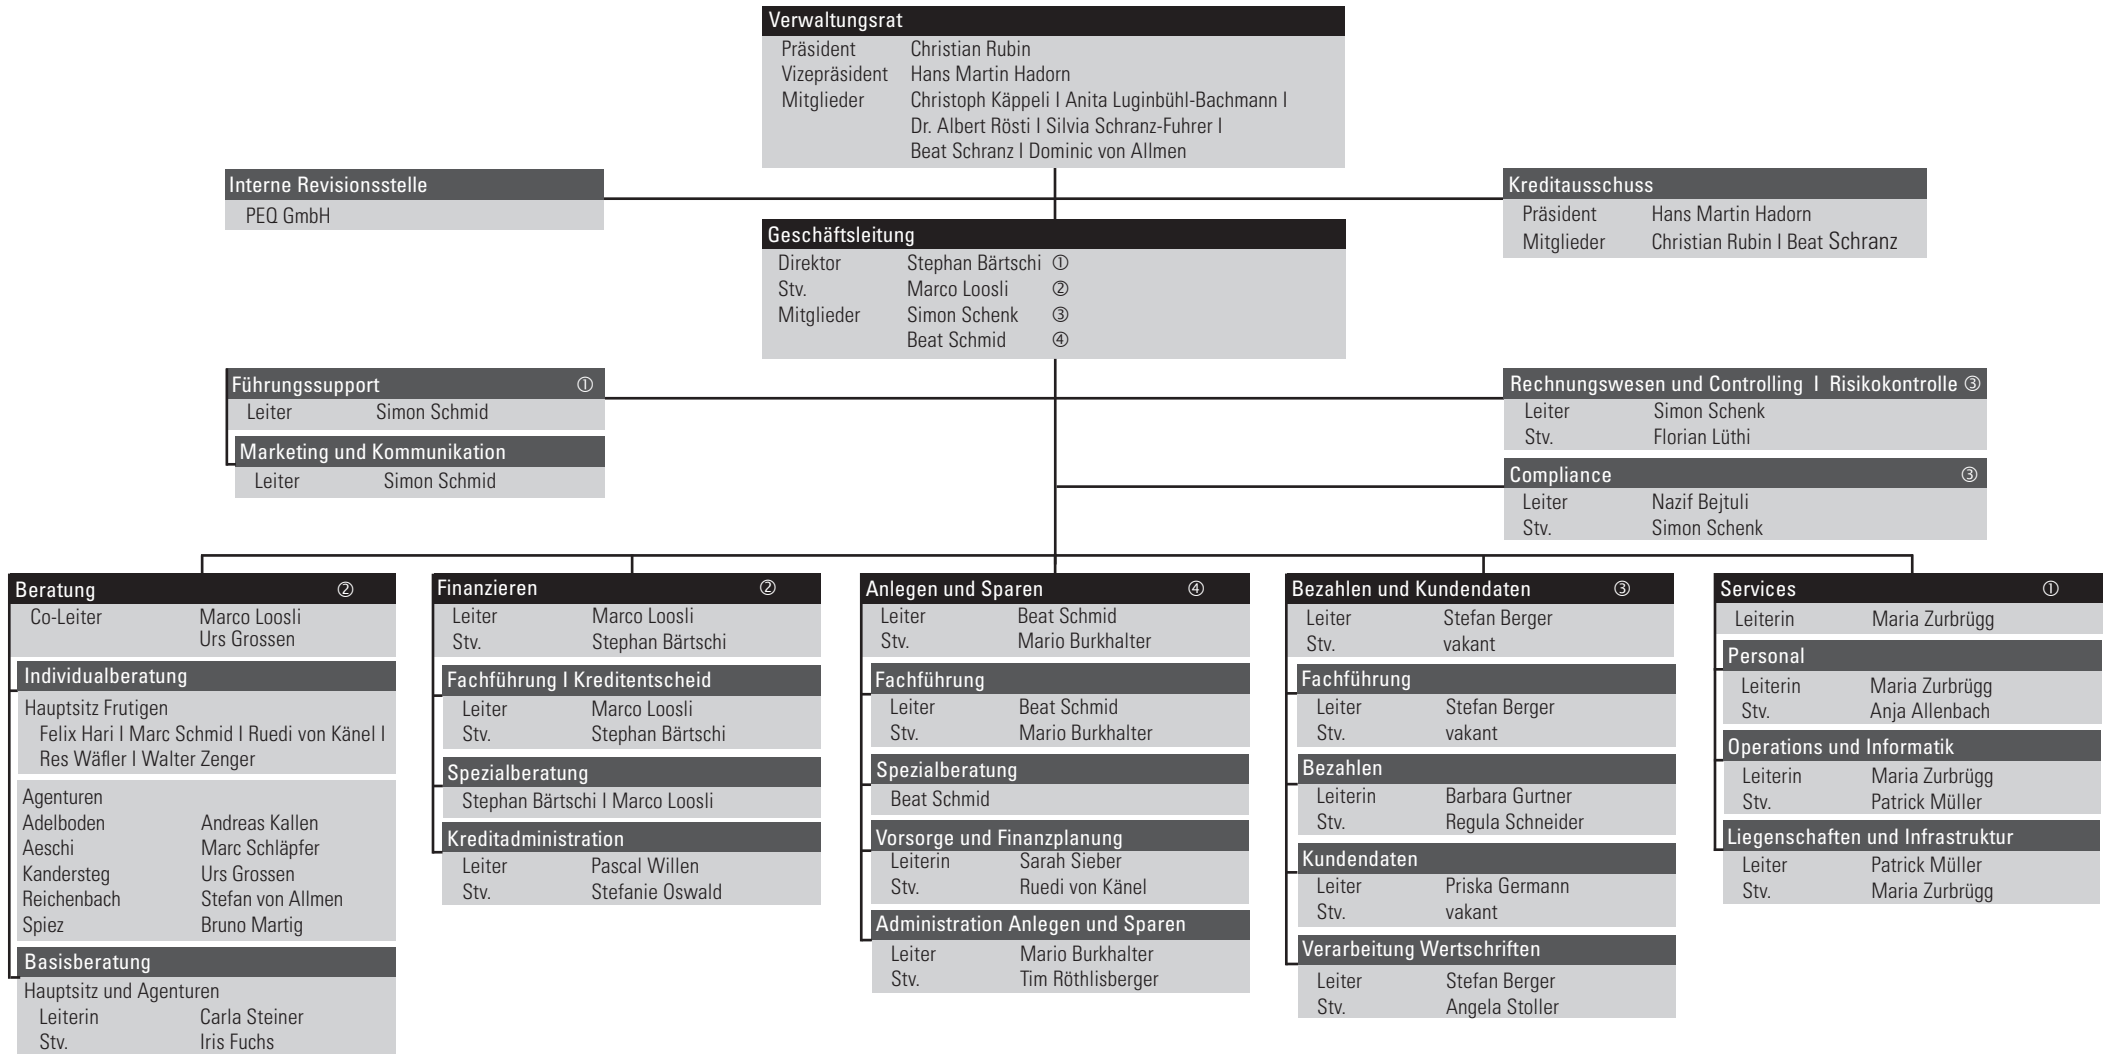 Verwaltungsrat
Präsident Christian Rubin
Vizepräsident Hans Martin Hadorn
Mitglieder Christoph Käppeli I Anita Luginbühl-Bachmann I
Dr. Albert Rösti I Silvia Schranz-Fuhrer I
Beat Schranz I Dominic von Allmen
Interne Revisionsstelle
PEQ GmbH
Kreditausschuss
Präsident Hans Martin Hadorn
Mitglieder Christian Rubin I Beat Schranz
Geschäftsleitung
Direktor Stephan Bärtschi ①
Stv. Marco Loosli ②
Mitglieder Simon Schenk ③
Beat Schmid ④
Führungssupport ①
Leiter Simon Schmid
Marketing und Kommunikation
Leiter Simon Schmid
Rechnungswesen und Controlling I Risikokontrolle ③
Leiter Simon Schenk
Stv. Florian Lüthi
Compliance ③
Leiter Nazif Bejtuli
Stv. Simon Schenk
Beratung ②
Co-Leiter Marco Loosli
Urs Grossen
Individualberatung
Hauptsitz Frutigen
Felix Hari I Marc Schmid I Ruedi von Känel I
Res Wäfler I Walter Zenger
Agenturen
Adelboden Andreas Kallen
Aeschi Marc Schläpfer
Kandersteg Urs Grossen
Reichenbach Stefan von Allmen
Spiez Bruno Martig
Basisberatung
Hauptsitz und Agenturen
Leiterin Carla Steiner
Stv. Iris Fuchs
Finanzieren ②
Leiter Marco Loosli
Stv. Stephan Bärtschi
Fachführung I Kreditentscheid
Leiter Marco Loosli
Stv. Stephan Bärtschi
Spezialberatung
Stephan Bärtschi I Marco Loosli
Kreditadministration
Leiter Pascal Willen
Stv. Stefanie Oswald
Anlegen und Sparen ④
Leiter Beat Schmid
Stv. Mario Burkhalter
Fachführung
Leiter Beat Schmid
Stv. Mario Burkhalter
Spezialberatung
Beat Schmid
Vorsorge und Finanzplanung
Leiterin Sarah Sieber
Stv. Ruedi von Känel
Administration Anlegen und Sparen
Leiter Mario Burkhalter
Stv. Tim Röthlisberger
Bezahlen und Kundendaten ③
Leiter Stefan Berger
Stv. vakant
Fachführung
Leiter Stefan Berger
Stv. vakant
Bezahlen
Leiterin Barbara Gurtner
Stv. Regula Schneider
Kundendaten
Leiter Priska Germann
Stv. vakant
Verarbeitung Wertschriften
Leiter Stefan Berger
Stv. Angela Stoller
Services ①
Leiterin Maria Zurbrügg
Personal
Leiterin Maria Zurbrügg
Stv. Anja Allenbach
Operations und Informatik
Leiterin Maria Zurbrügg
Stv. Patrick Müller
Liegenschaften und Infrastruktur
Leiter Patrick Müller
Stv. Maria Zurbrügg